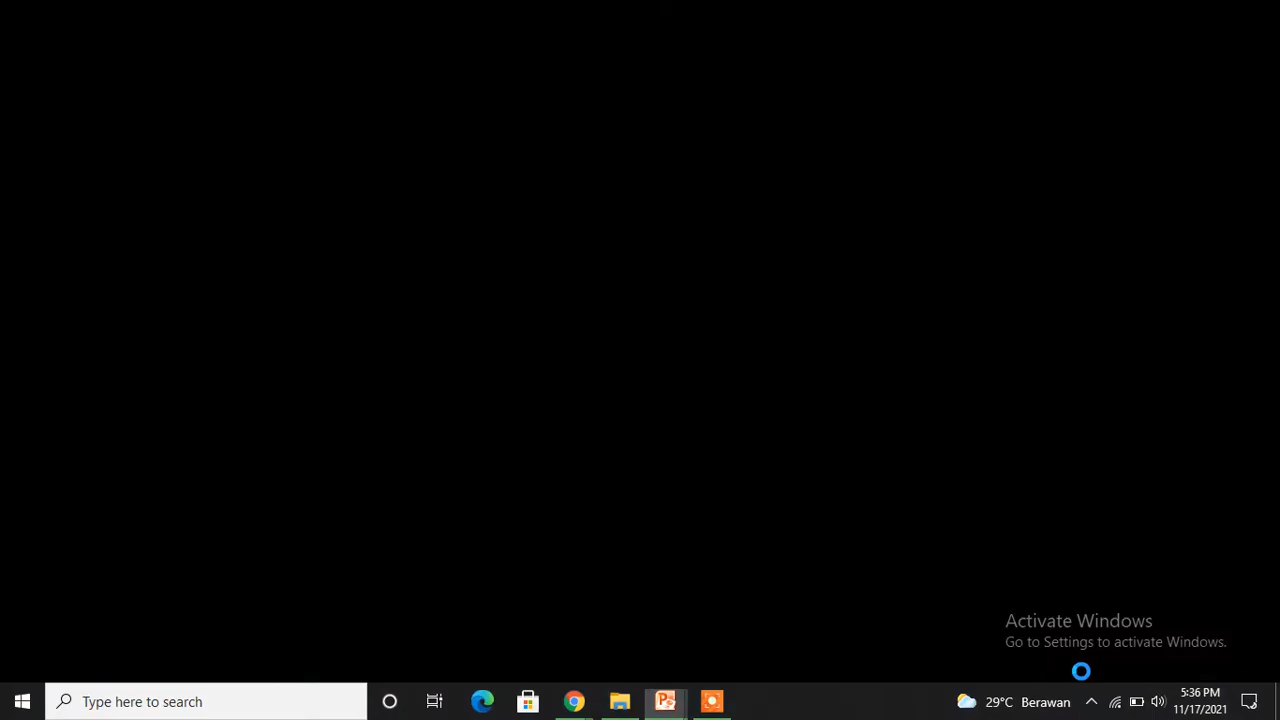 Activate Windows
Go to Settings to activate Windows.
Type here to search
29°C Berawan
5:36 PM
11/17/2021